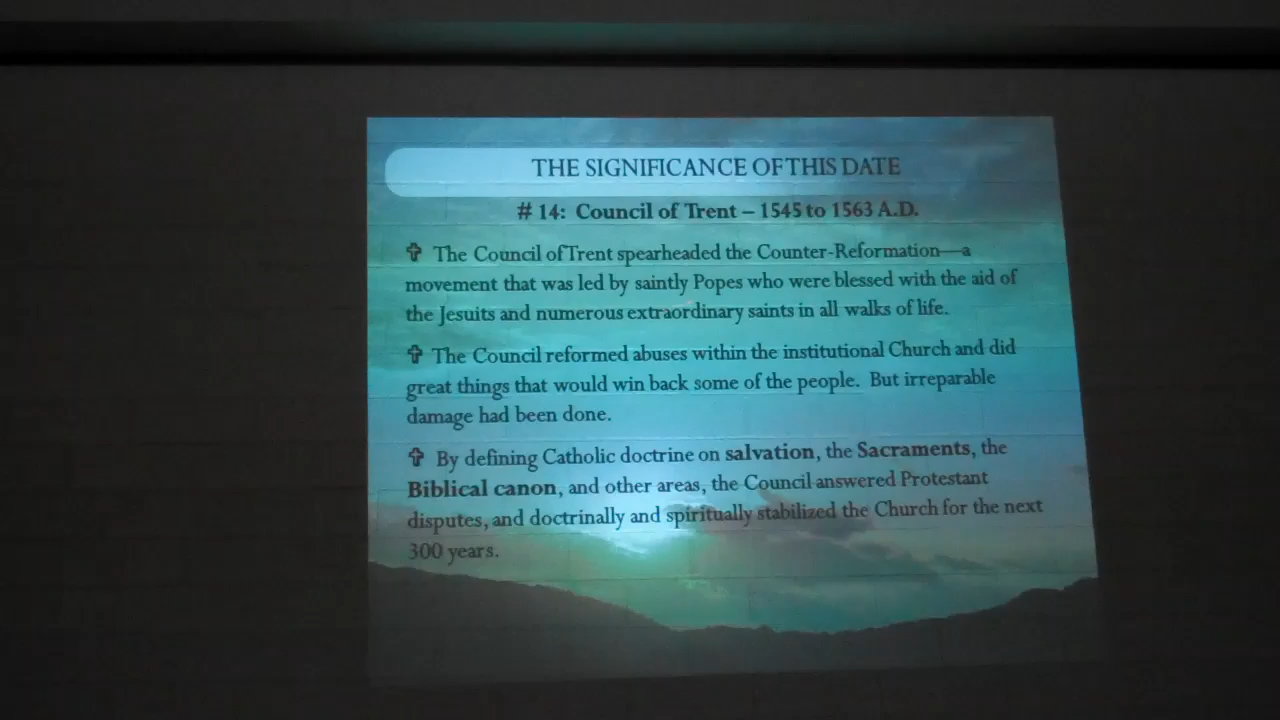 THE SIGNIFICANCE OF THIS DATE
# 14: Council of Trent – 1545 to 1563 A.D.
✞ The Council of Trent spearheaded the Counter-Reformation—a
movement that was led by saintly Popes who were blessed with the aid of
the Jesuits and numerous extraordinary saints in all walks of life.
✞ The Council reformed abuses within the institutional Church and did
great things that would win back some of the people. But irreparable
damage had been done.
✞ By defining Catholic doctrine on salvation, the Sacraments, the
Biblical canon, and other areas, the Council answered Protestant
disputes, and doctrinally and spiritually stabilized the Church for the next
300 years.